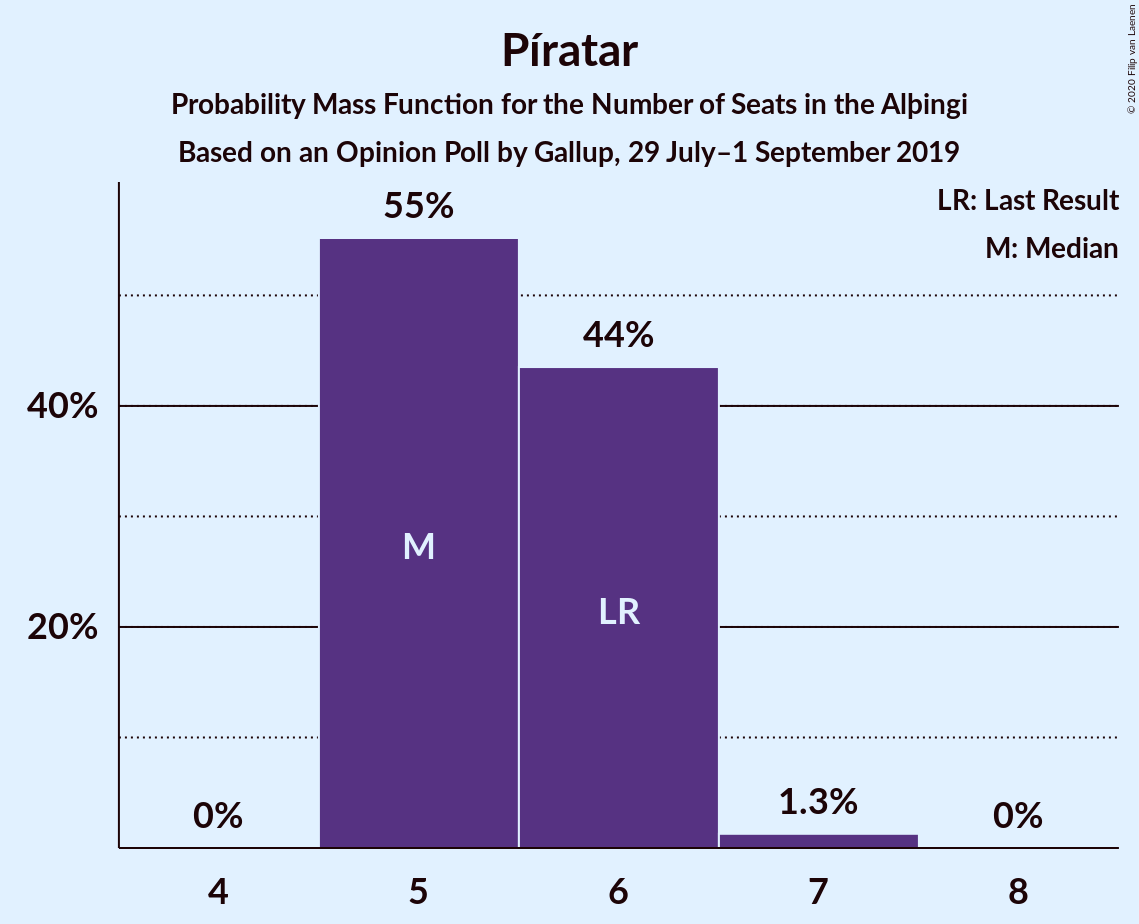 Píratar
Probability Mass Function for the Number of Seats in the Alþingi
Based on an Opinion Poll by Gallup, 29 July–1 September 2019
© 2020 Filip van Laenen
LR: Last Result
M: Median
55%
44%
40%
M
LR
20%
0%
1.3%
0%
4
5
6
7
8